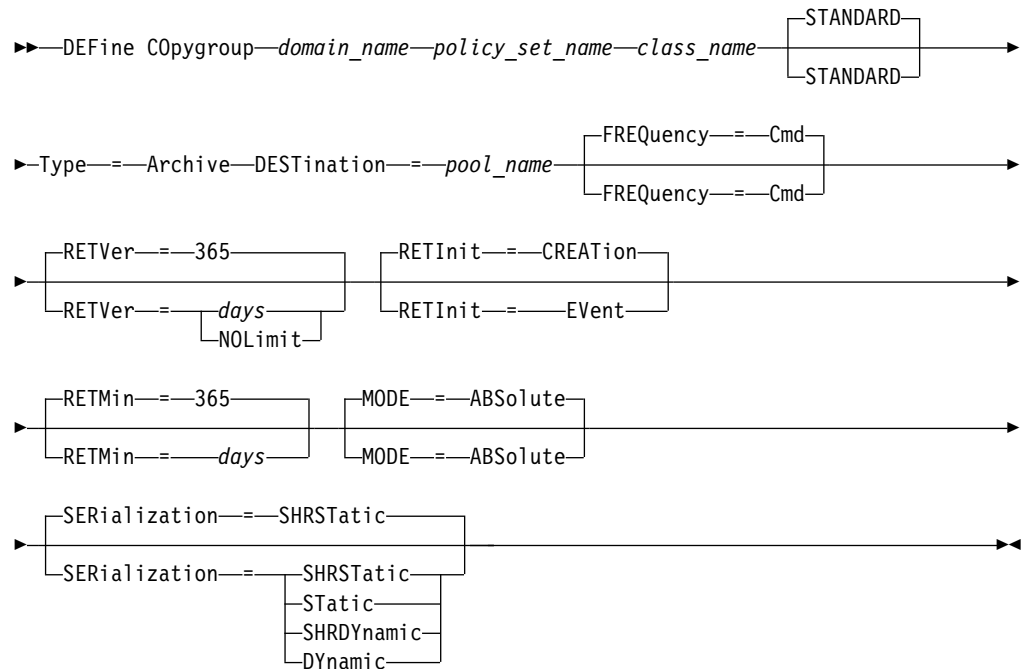 STANDARD
DEFine COpygroup domain_name policy_set_name class_name
STANDARD
FREQuency = Cmd
Type = Archive DESTination = pool_name
FREQuency = Cmd
RETVer = 365 RETInit = CREATion
RETVer = days RETInit = EVent
NOLimit
RETMin = 365 MODE = ABSolute
RETMin = days MODE = ABSolute
SERialization = SHRSTatic
SERialization = SHRSTatic
STatic
SHRDYnamic
DYnamic